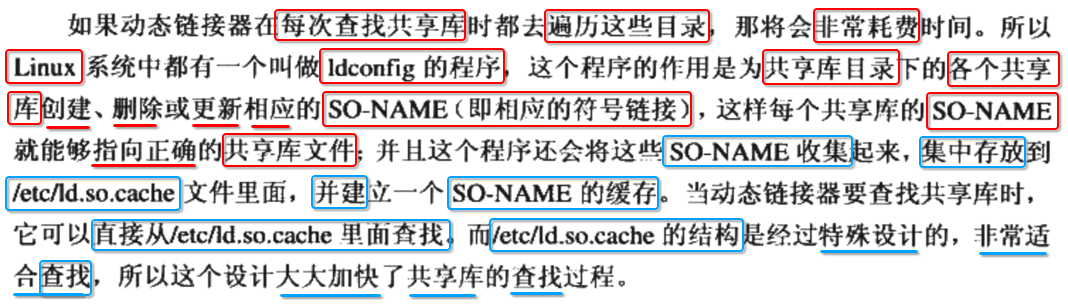 如果动态链接器在每次查找共享库时都去遍历这些目录，那将会非常耗费时间。所以
Linux 系统中都有一个叫做 ldconfig 的程序，这个程序的作用是为共享库目录下的各个共享
库创建、删除或更新相应的 SO-NAME（即相应的符号链接），这样每个共享库的 SO-NAME
就能够指向正确的共享库文件；并且这个程序还会将这些 SO-NAME 收集起来，集中存放到
/etc/ld.so.cache 文件里面，并建立一个 SO-NAME 的缓存。当动态链接器要查找共享库时，
它可以直接从/etc/ld.so.cache 里面查找。而/etc/ld.so.cache 的结构是经过特殊设计的，非常适
合查找，所以这个设计大大加快了共享库的查找过程。